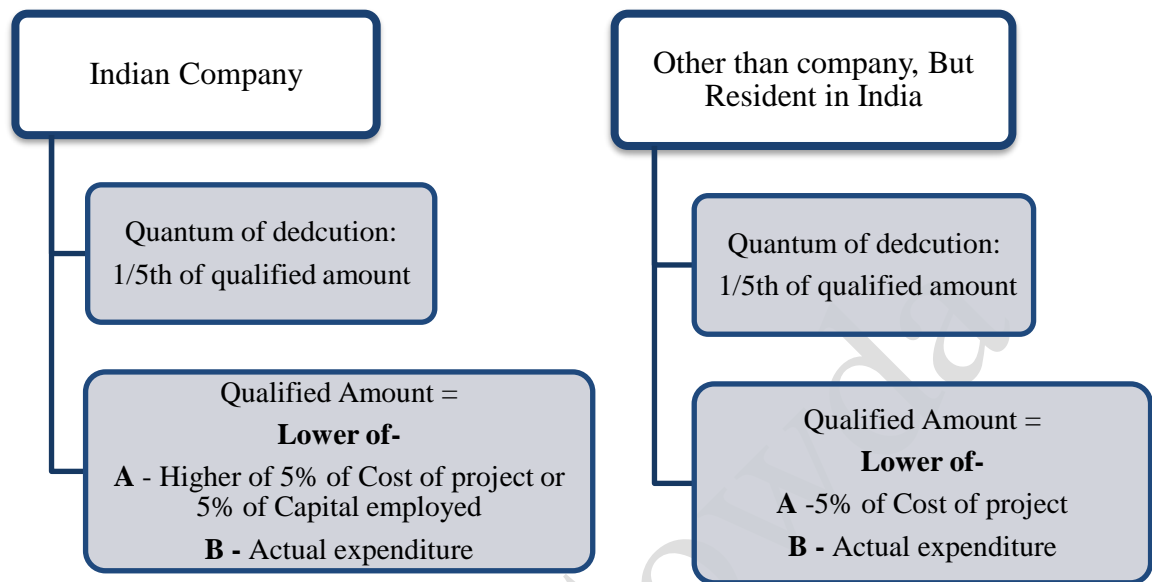 Indian Company
Quantum of dedcution:
1/5th of qualified amount
Qualified Amount =
Lower of-
A - Higher of 5% of Cost of project or
5% of Capital employed
B - Actual expenditure
Other than company, But
Resident in India
Quantum of dedcution:
1/5th of qualified amount
Qualified Amount =
Lower of-
A -5% of Cost of project
B - Actual expenditure